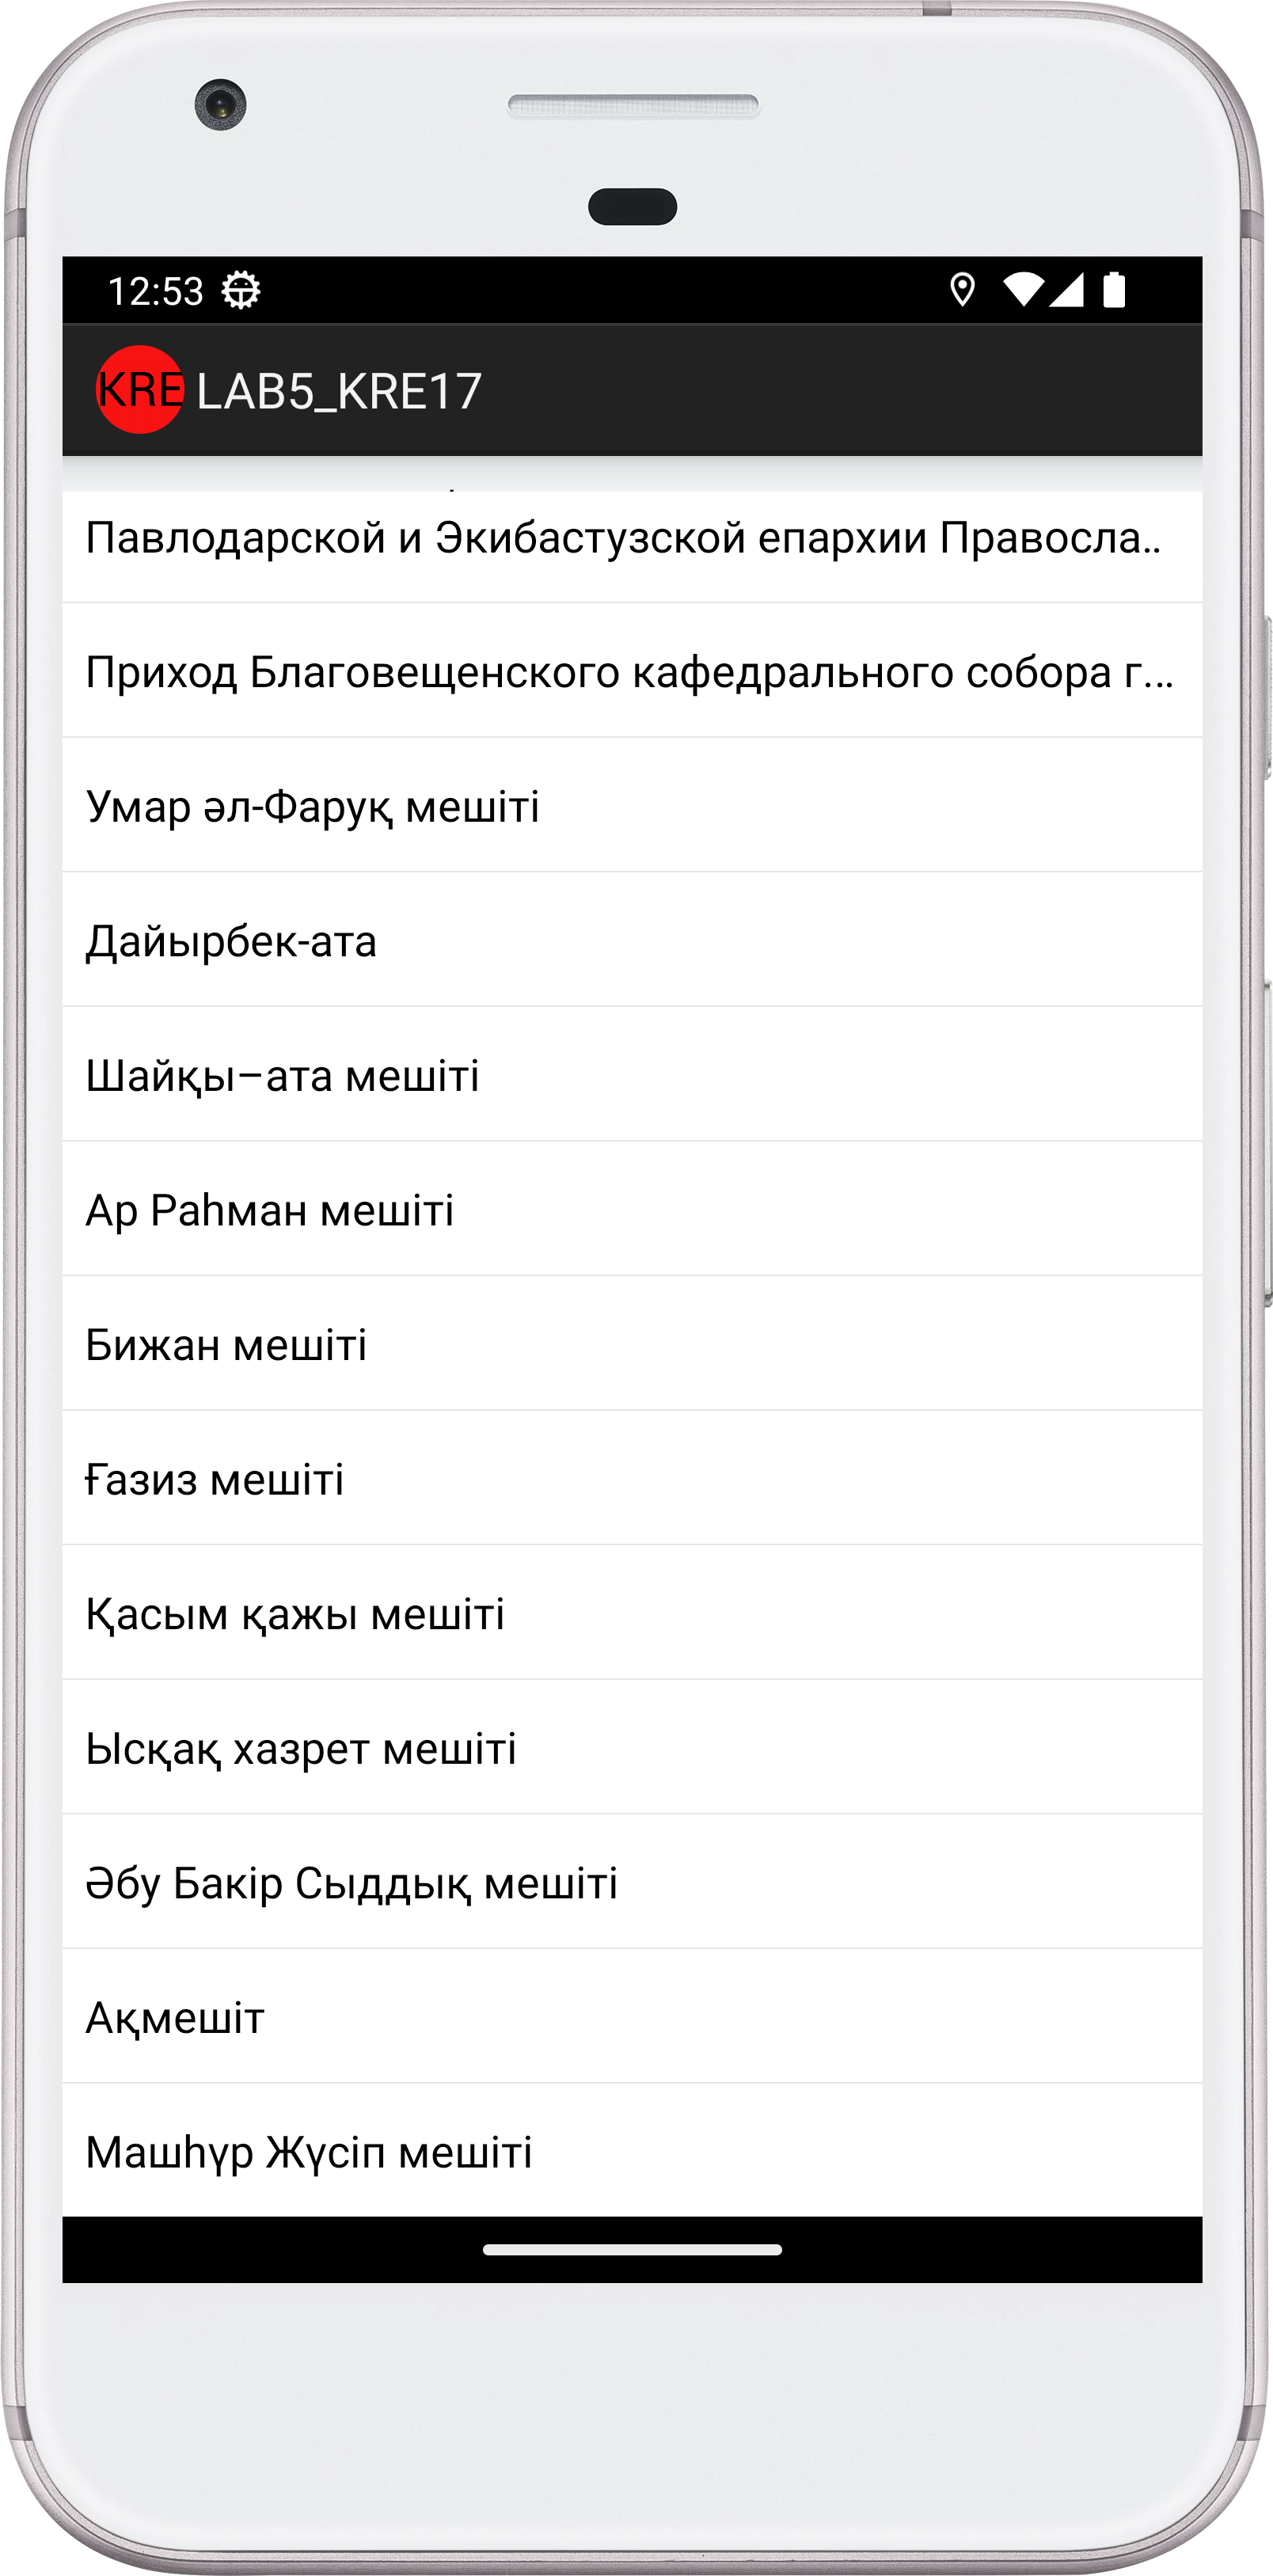 12:53
KRE LAB5_KRE17
Павлодарской и Экибастузской епархии Правосла..
Приход Благовещенского кафедрального собора г...
Умар әл-Фаруқ мешіті
Дайырбек-ата
Шайқы–ата мешіті
Ар Раһман мешіті
Бижан мешіті
Ғазиз мешіті
Қасым қажы мешіті
Ысқақ хазрет мешіті
Әбу Бакір Сыддық мешіті
Ақмешіт
Машһүр Жүсіп мешіті